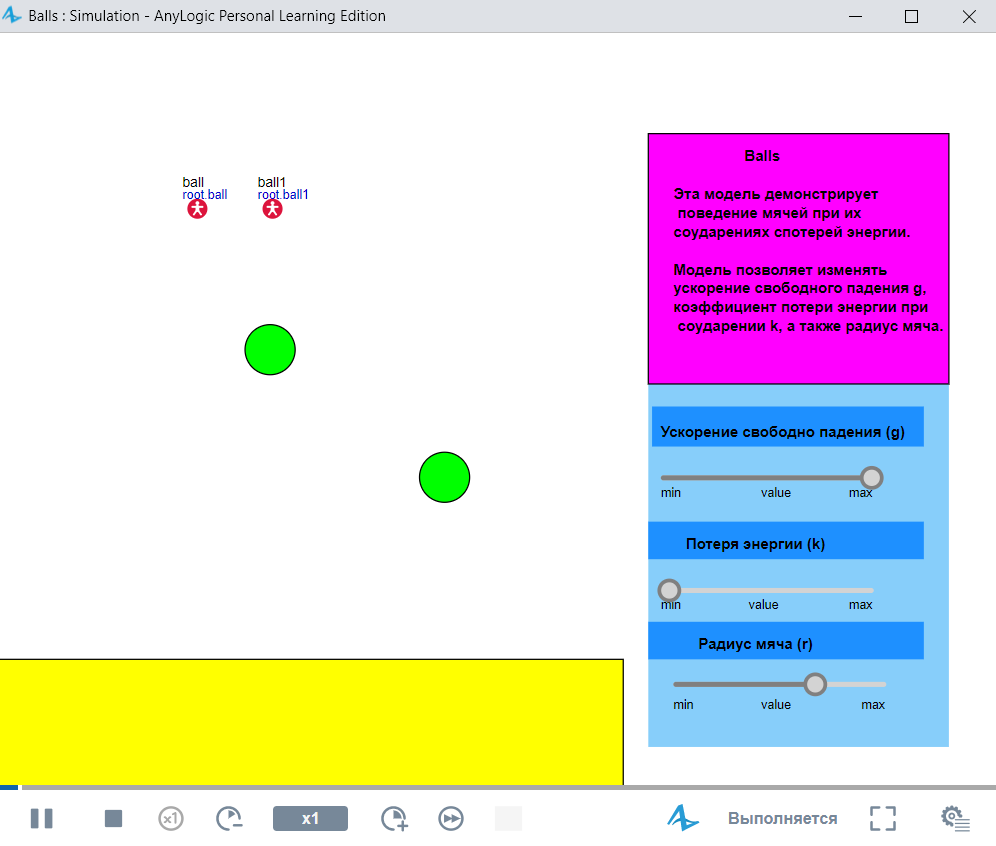 Balls : Simulation - AnyLogic Personal Learning Edition
ball ball1
root.ball root.ball1
Balls
Эта модель демонстрирует
поведение мячей при их
соударениях спотерей энергии.
Модель позволяет изменять
ускорение свободного падения g,
коэффициент потери энергии при
соударении k, а также радиус мяча.
Ускорение свободно падения (g)
min value max
Потеря энергии (k)
min value max
Радиус мяча (r)
min value max
x1 x1 Выполняется